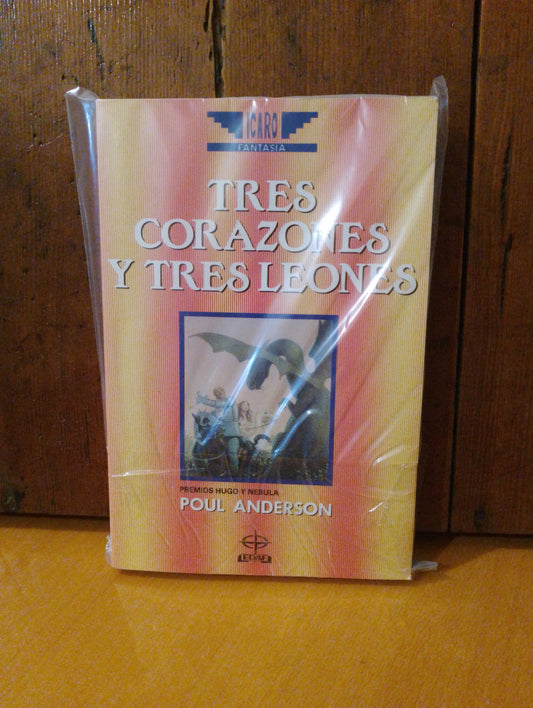 ICARO
FANTASIA
TRES
CORAZONES
Y TRES LEONES
PREMIOS HUGO Y NEBULA
POUL ANDERSON
EDAF